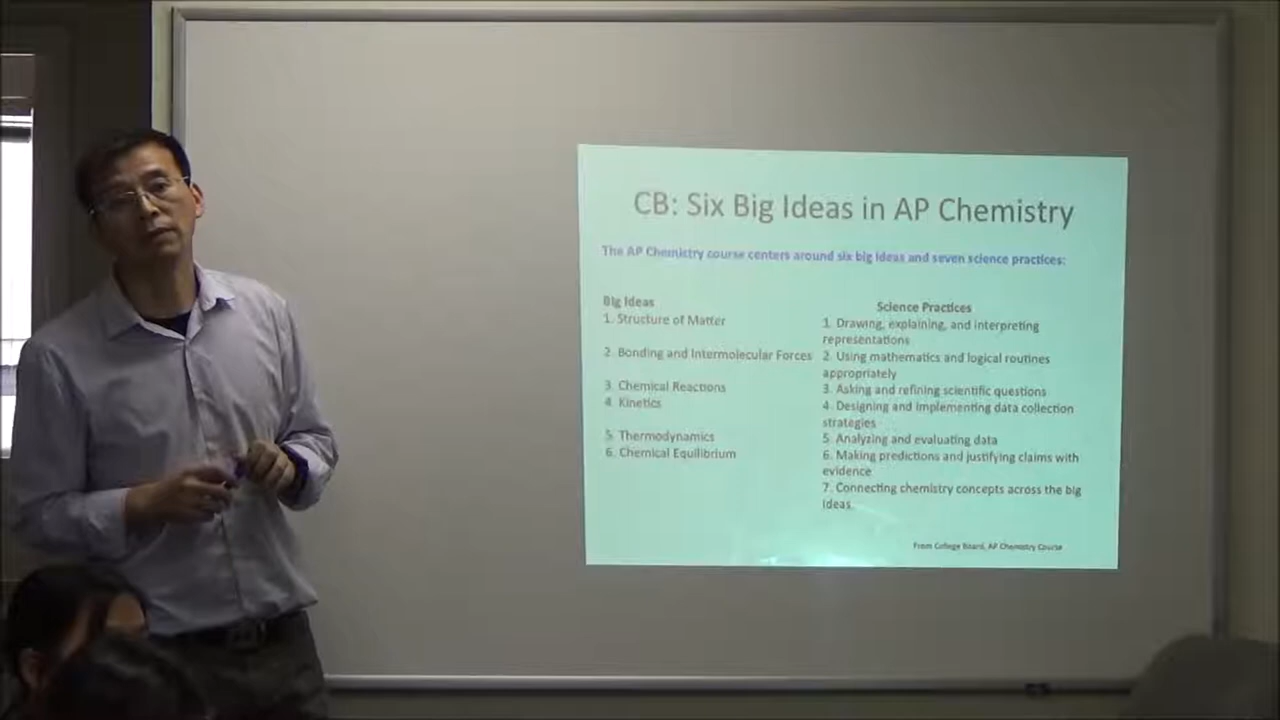 CB: Six Big Ideas in AP Chemistry
The AP Chemistry course centers around six big ideas and seven science practices:
Big Ideas
1. Structure of Matter
2. Bonding and Intermolecular Forces
3. Chemical Reactions
4. Kinetics
5. Thermodynamics
6. Chemical Equilibrium
Science Practices
1. Drawing, explaining, and interpreting
representations
2. Using mathematics and logical routines
appropriately
3. Asking and refining scientific questions
4. Designing and implementing data collection
strategies
5. Analyzing and evaluating data
6. Making predictions and justifying claims with
evidence
7. Connecting chemistry concepts across the big
ideas.
From College Board, AP Chemistry Course